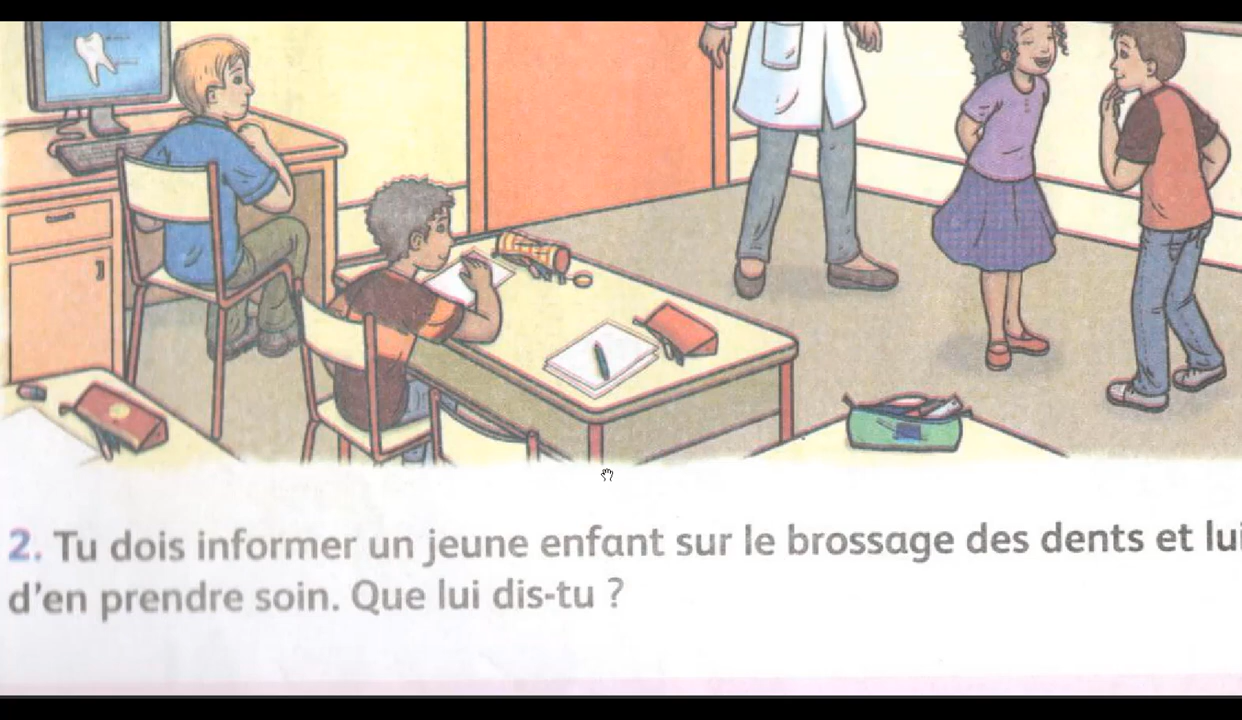 2. Tu dois informer un jeune enfant sur le brossage des dents et lui
d'en prendre soin. Que lui dis-tu ?